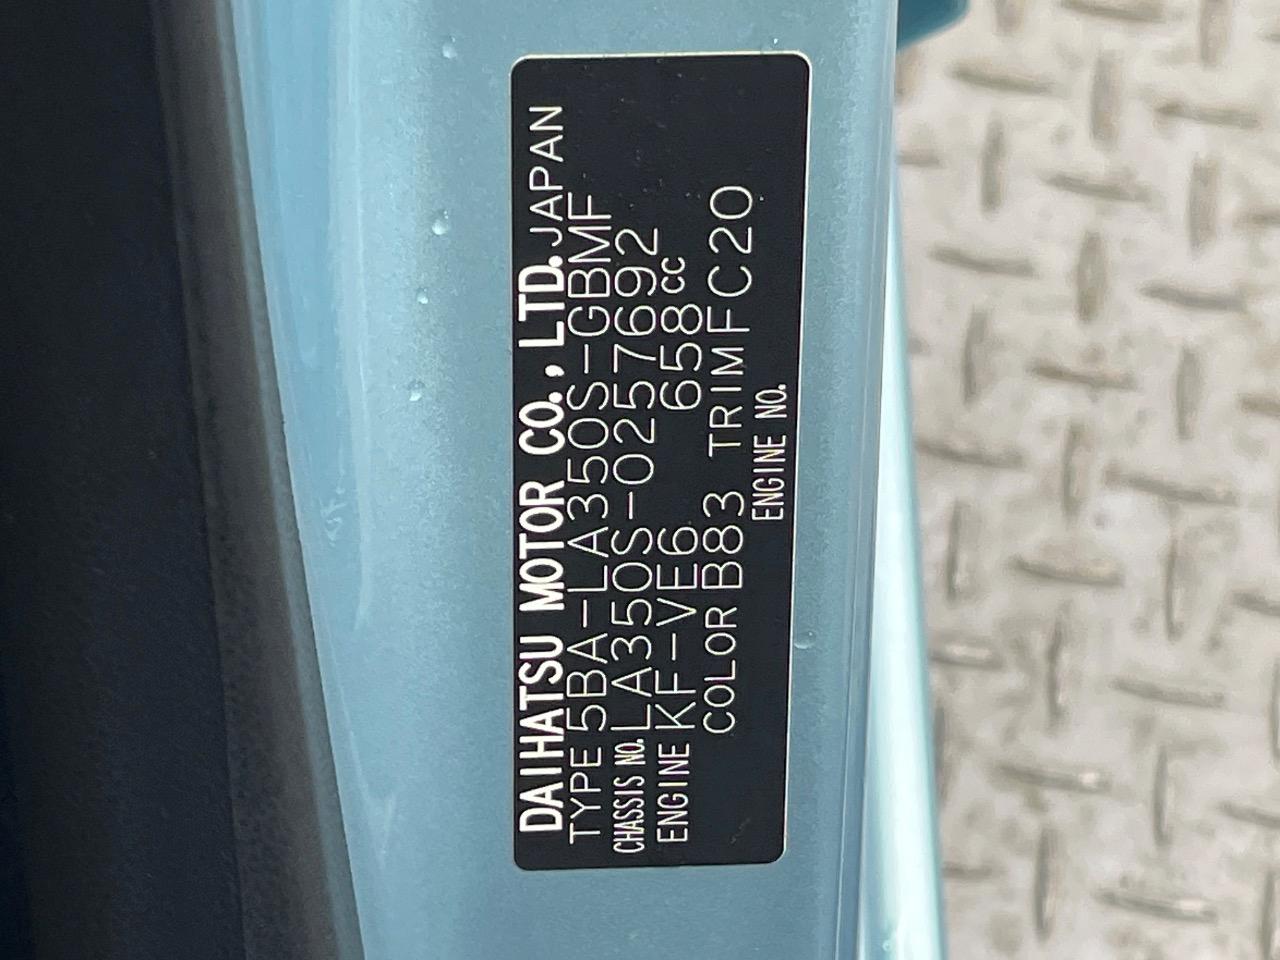 DAIHATSU MOTOR CO., LTD. JAPAN
TYPE 5BA-LA350S-GBMF
CHASSIS NO. LA350S-0257692
ENGINE KF-VE6 658cc
COLOR B83 TRIM FC20
ENGINE NO.